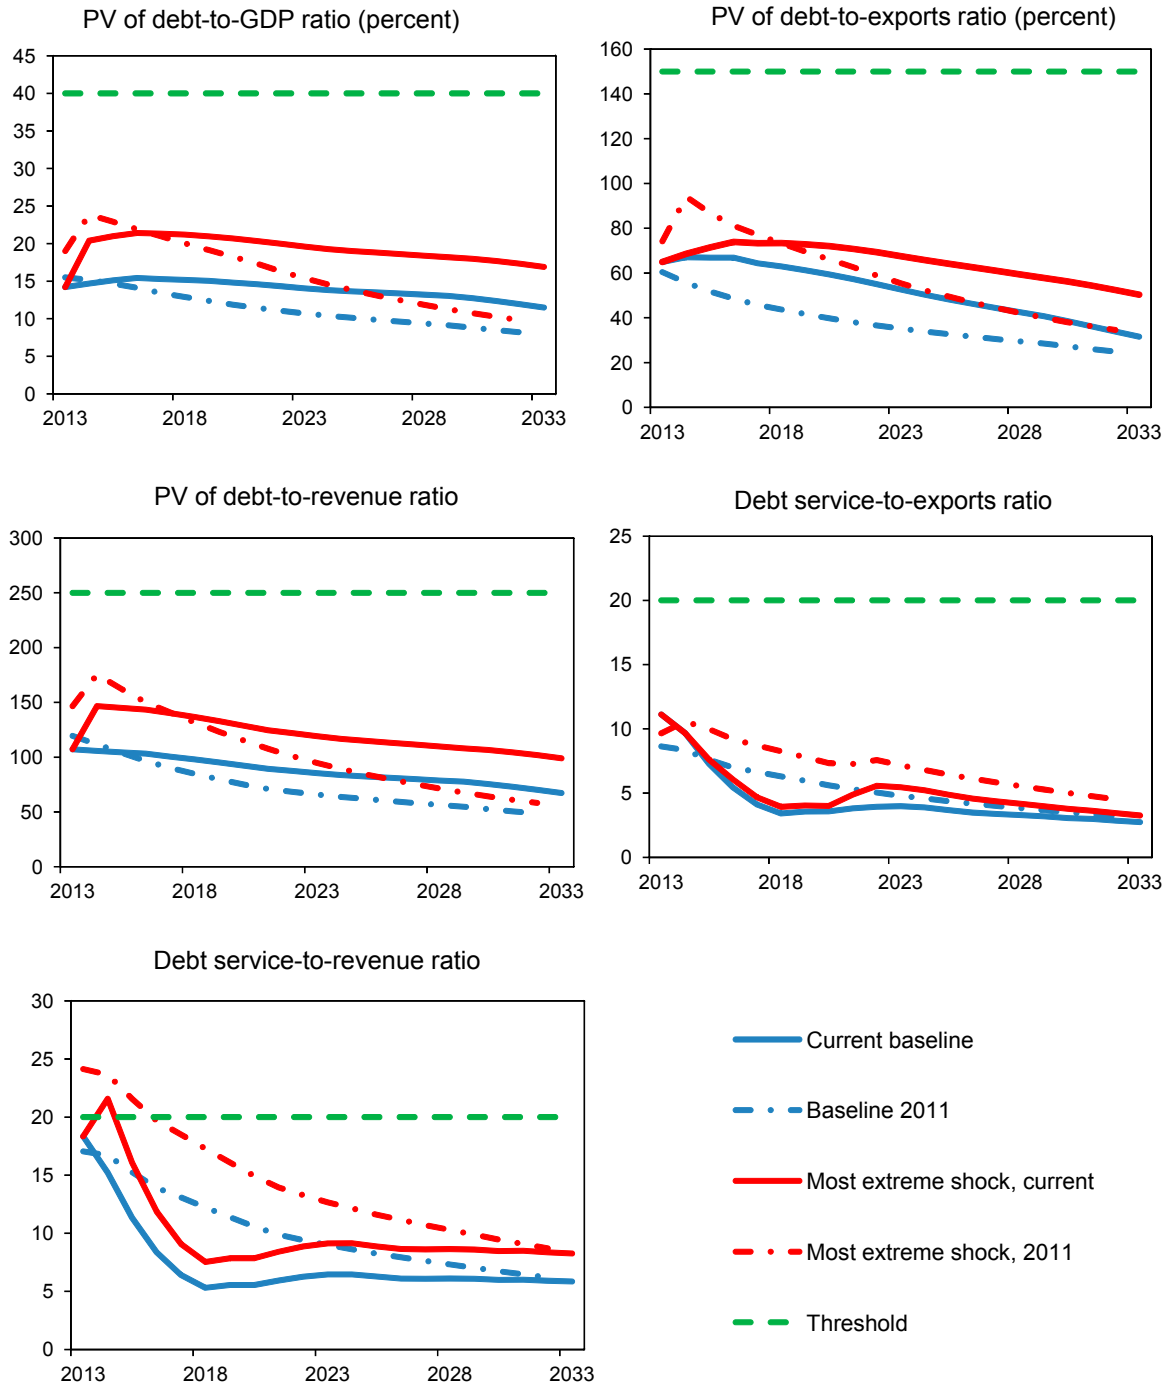 PV of debt-to-GDP ratio (percent)
45
40
35
30
25
20
15
10
5
0
2013 2018 2023 2028 2033
PV of debt-to-exports ratio (percent)
160
140
120
100
80
60
40
20
0
2013 2018 2023 2028 2033
PV of debt-to-revenue ratio
300
250
200
150
100
50
0
2013 2018 2023 2028 2033
Debt service-to-exports ratio
25
20
15
10
5
0
2013 2018 2023 2028 2033
Debt service-to-revenue ratio
30
25
20
15
10
5
0
2013 2018 2023 2028 2033
Current baseline
Baseline 2011
Most extreme shock, current
Most extreme shock, 2011
Threshold